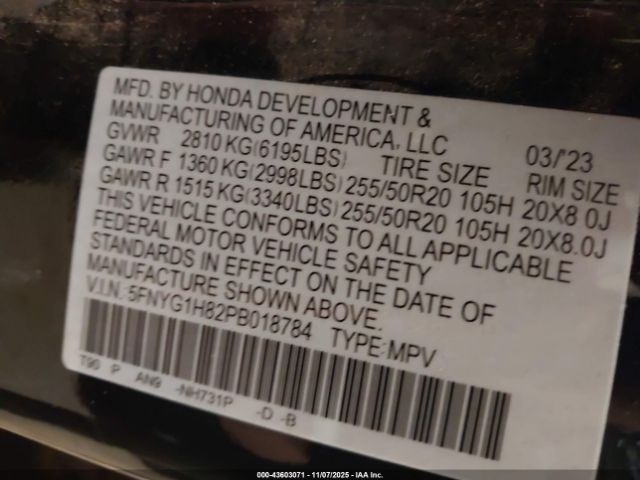 MFD. BY HONDA DEVELOPMENT &
MANUFACTURING OF AMERICA, LLC 03/'23
GVWR 2810 KG(6195LBS) TIRE SIZE RIM SIZE
GAWR F 1360 KG(2998LBS) 255/50R20 105H 20X8.0J
GAWR R 1515 KG(3340LBS) 255/50R20 105H 20X8.0J
THIS VEHICLE CONFORMS TO ALL APPLICABLE
FEDERAL MOTOR VEHICLE SAFETY
STANDARDS IN EFFECT ON THE DATE OF
MANUFACTURE SHOWN ABOVE.
V.I.N.: 5FNYG1H82PB018784 TYPE:MPV
T90 P AN9 -NH731P -D -B
000-43603071 - 11/07/2025 - IAA Inc.